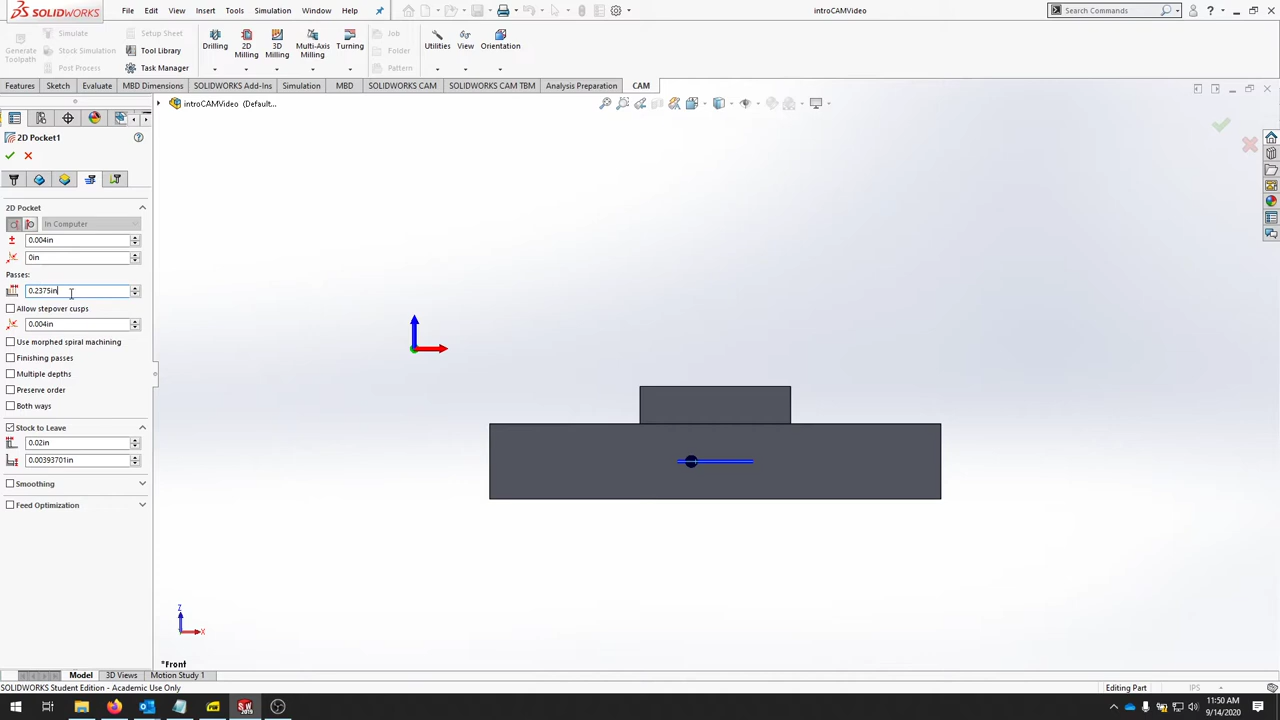 SOLIDWORKS File Edit View Insert Tools Simulation Window introCAMVideo Search Commands
Generate Toolpath Simulate Setup Sheet Drilling 2D Milling 3D Milling Multi-Axis Milling Turning Job Utilities View Orientation
Stock Simulation Tool Library Folder
Post Process Task Manager Pattern
Features Sketch Evaluate MBD Dimensions SOLIDWORKS Add-Ins Simulation MBD SOLIDWORKS CAM SOLIDWORKS CAM TBM Analysis Preparation CAM
introCAMVideo (Default...
2D Pocket1
2D Pocket
In Computer
0.004in
0in
Passes:
0.2375in
Allow stepover cusps
0.004in
Use morphed spiral machining
Finishing passes
Multiple depths
Preserve order
Both ways
Stock to Leave
0.02in
0.00393701in
Smoothing
Feed Optimization
Z
X
*Front
Model 3D Views Motion Study 1
SOLIDWORKS Student Edition - Academic Use Only Editing Part IPS
11:50 AM
9/14/2020